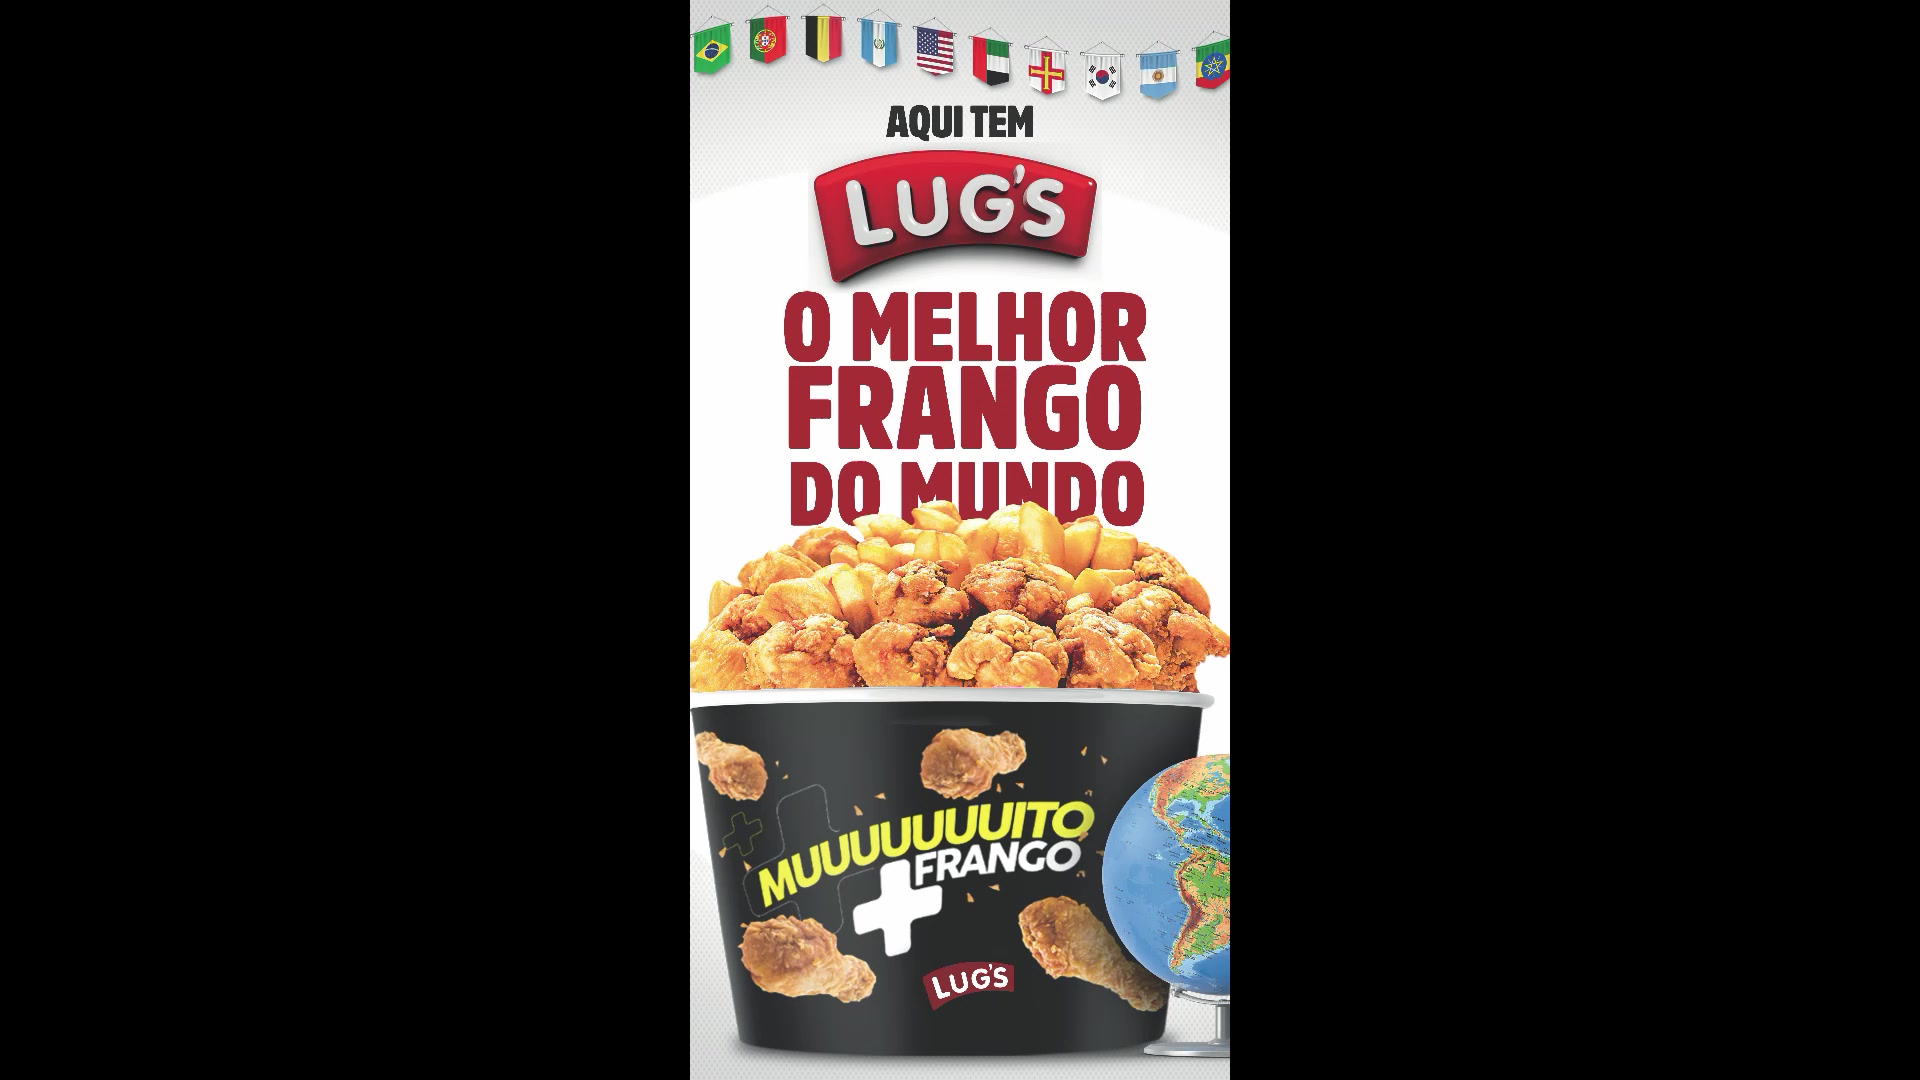 AQUI TEM
LUG'S
O MELHOR
FRANGO
DO MUNDO
MUUUUUUUITO
+FRANGO
LUG'S